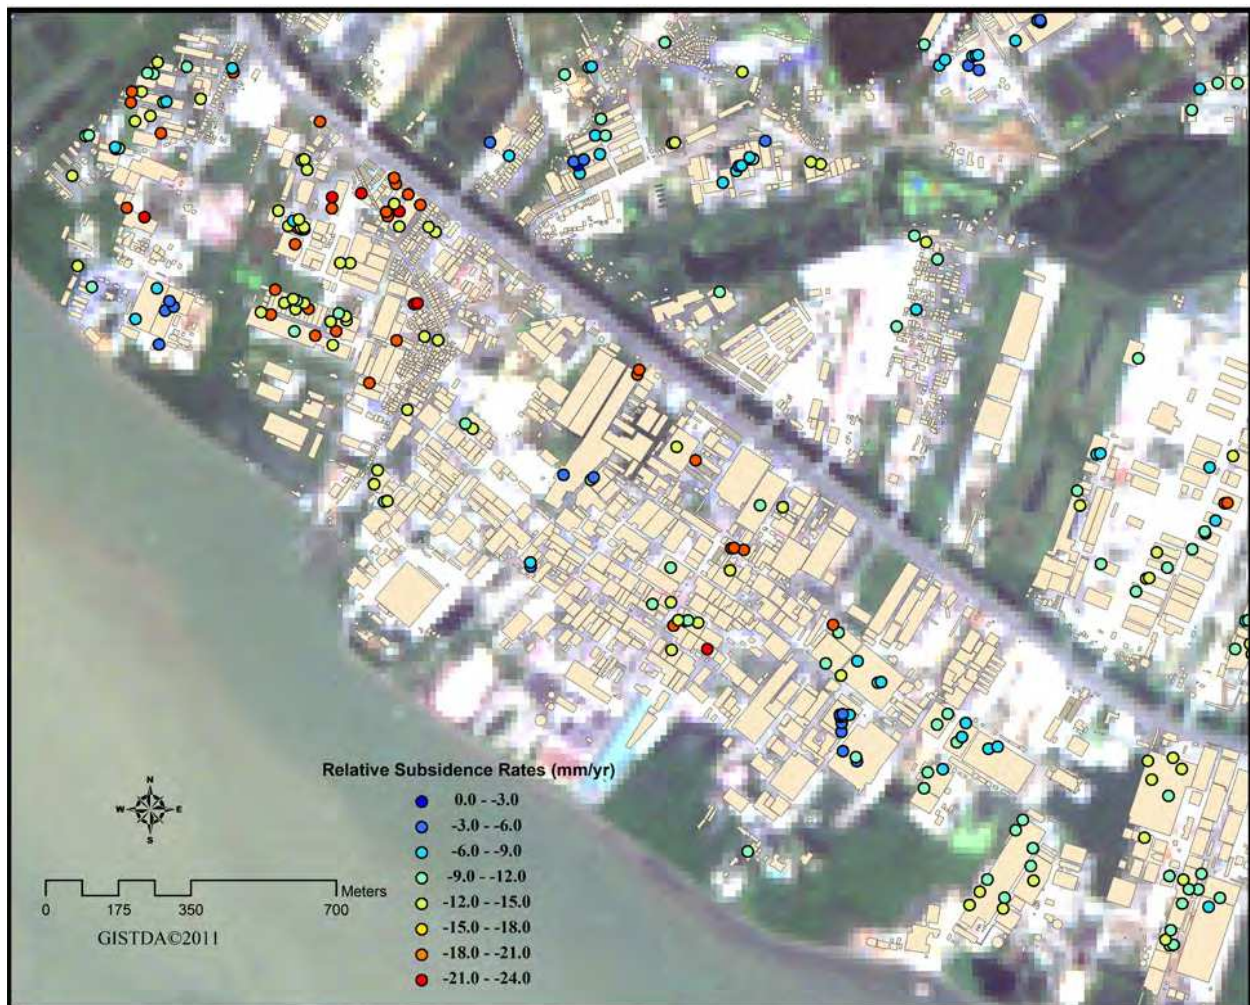 Relative Subsidence Rates (mm/yr)
0.0 - -3.0
-3.0 - -6.0
-6.0 - -9.0
-9.0 - -12.0
-12.0 - -15.0
-15.0 - -18.0
-18.0 - -21.0
-21.0 - -24.0
N
W E
S
Meters
0 175 350 700
GISTDA©2011